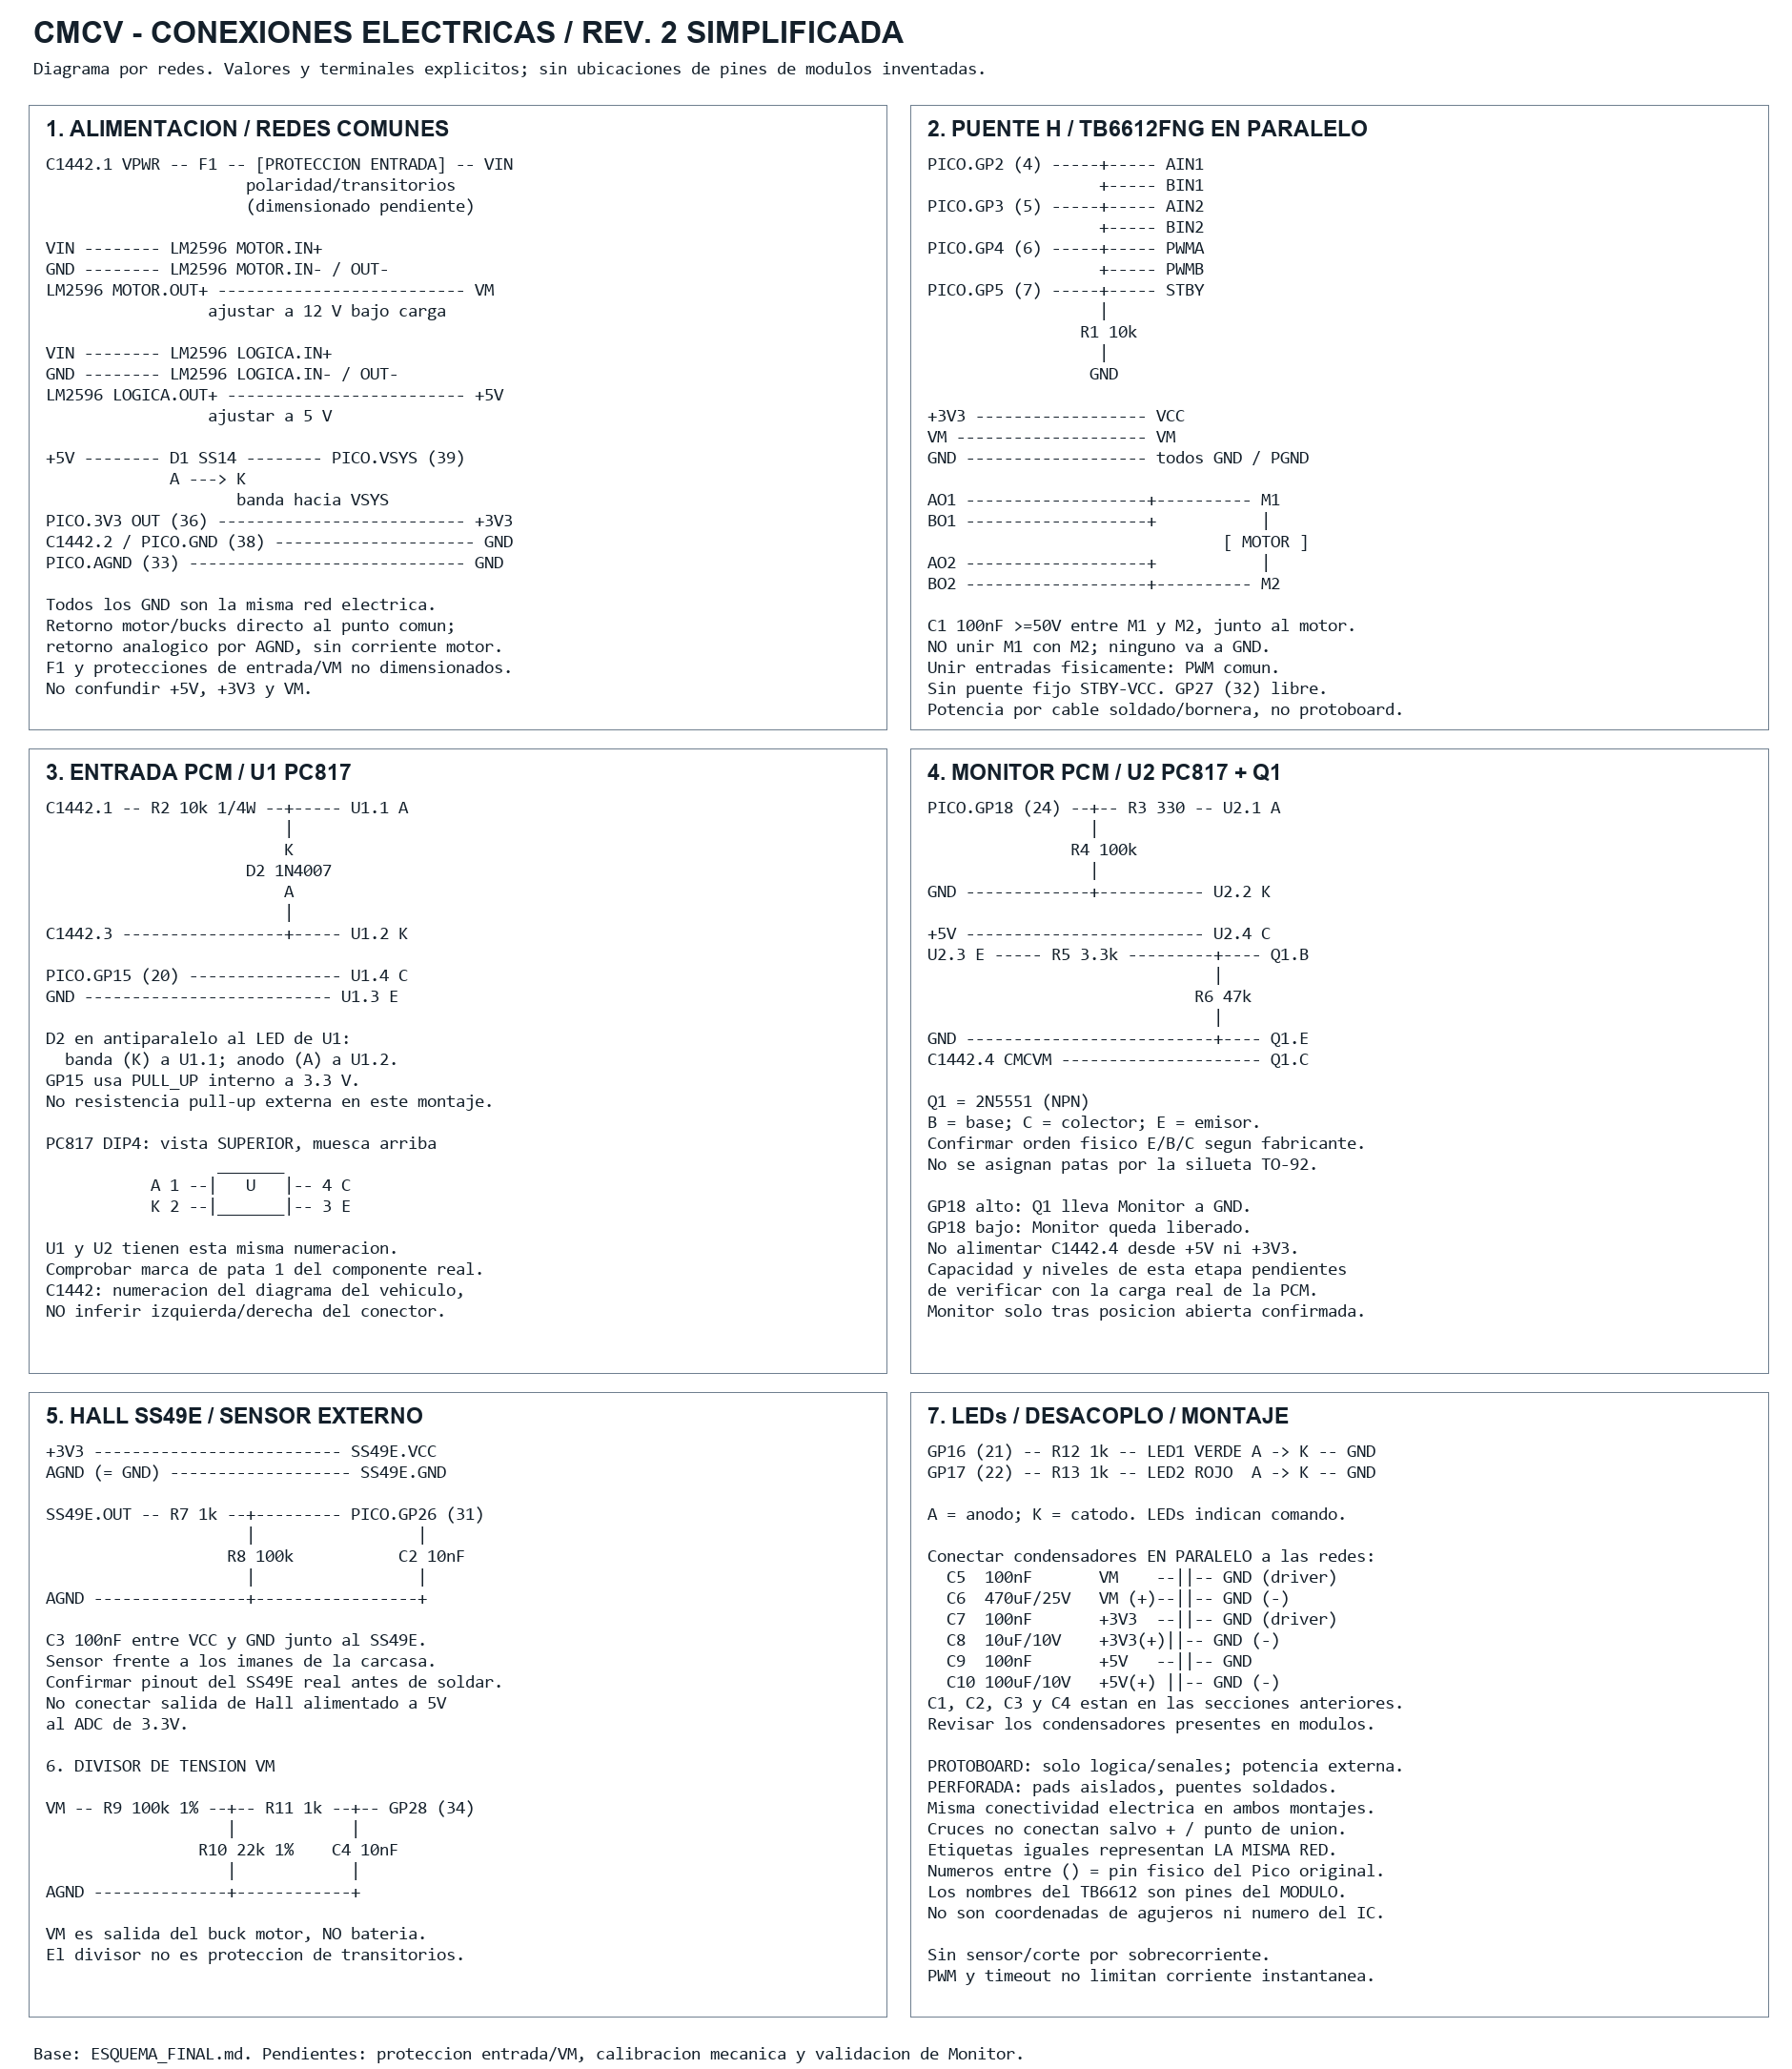 CMCV - CONEXIONES ELECTRICAS / REV. 2 SIMPLIFICADA
Diagrama por redes. Valores y terminales explicitos; sin ubicaciones de pines de modulos inventadas.
1. ALIMENTACION / REDES COMUNES
C1442.1 VPWR -- F1 -- [PROTECCION ENTRADA] -- VIN
                     polaridad/transitorios
                     (dimensionado pendiente)
VIN -------- LM2596 MOTOR.IN+
GND -------- LM2596 MOTOR.IN- / OUT-
LM2596 MOTOR.OUT+ -------------------------- VM
                 ajustar a 12 V bajo carga
VIN -------- LM2596 LOGICA.IN+
GND -------- LM2596 LOGICA.IN- / OUT-
LM2596 LOGICA.OUT+ ------------------------- +5V
                 ajustar a 5 V
+5V -------- D1 SS14 -------- PICO.VSYS (39)
             A ---> K
                    banda hacia VSYS
PICO.3V3 OUT (36) -------------------------- +3V3
C1442.2 / PICO.GND (38) --------------------- GND
PICO.AGND (33) ----------------------------- GND
Todos los GND son la misma red electrica.
Retorno motor/bucks directo al punto comun;
retorno analogico por AGND, sin corriente motor.
F1 y protecciones de entrada/VM no dimensionados.
No confundir +5V, +3V3 y VM.
2. PUENTE H / TB6612FNG EN PARALELO
PICO.GP2 (4) -----+----- AIN1
                  +----- BIN1
PICO.GP3 (5) -----+----- AIN2
                  +----- BIN2
PICO.GP4 (6) -----+----- PWMA
                  +----- PWMB
PICO.GP5 (7) -----+----- STBY
                  |
                R1 10k
                  |
                 GND
+3V3 ------------------ VCC
VM -------------------- VM
GND ------------------- todos GND / PGND
AO1 -------------------+---------- M1
BO1 -------------------+           |
                               [ MOTOR ]
AO2 -------------------+           |
BO2 -------------------+---------- M2
C1 100nF >=50V entre M1 y M2, junto al motor.
NO unir M1 con M2; ninguno va a GND.
Unir entradas fisicamente: PWM comun.
Sin puente fijo STBY-VCC. GP27 (32) libre.
Potencia por cable soldado/bornera, no protoboard.
3. ENTRADA PCM / U1 PC817
C1442.1 -- R2 10k 1/4W --+----- U1.1 A
                         |
                         K
                     D2 1N4007
                         A
                         |
C1442.3 -----------------+----- U1.2 K
PICO.GP15 (20) ---------------- U1.4 C
GND -------------------------- U1.3 E
D2 en antiparalelo al LED de U1:
  banda (K) a U1.1; anodo (A) a U1.2.
GP15 usa PULL_UP interno a 3.3 V.
No resistencia pull-up externa en este montaje.
PC817 DIP4: vista SUPERIOR, muesca arriba
                  _______
           A 1 --|   U   |-- 4 C
           K 2 --|_______|-- 3 E
U1 y U2 tienen esta misma numeracion.
Comprobar marca de pata 1 del componente real.
C1442: numeracion del diagrama del vehiculo,
NO inferir izquierda/derecha del conector.
4. MONITOR PCM / U2 PC817 + Q1
PICO.GP18 (24) --+-- R3 330 -- U2.1 A
                 |
               R4 100k
                 |
GND -------------+----------- U2.2 K
+5V ------------------------- U2.4 C
U2.3 E ----- R5 3.3k ---------+---- Q1.B
                              |
                            R6 47k
                              |
GND --------------------------+---- Q1.E
C1442.4 CMCVM --------------------- Q1.C
Q1 = 2N5551 (NPN)
B = base; C = colector; E = emisor.
Confirmar orden fisico E/B/C segun fabricante.
No se asignan patas por la silueta TO-92.
GP18 alto: Q1 lleva Monitor a GND.
GP18 bajo: Monitor queda liberado.
No alimentar C1442.4 desde +5V ni +3V3.
Capacidad y niveles de esta etapa pendientes
de verificar con la carga real de la PCM.
Monitor solo tras posicion abierta confirmada.
5. HALL SS49E / SENSOR EXTERNO
+3V3 -------------------------- SS49E.VCC
AGND (= GND) ------------------- SS49E.GND
SS49E.OUT -- R7 1k --+--------- PICO.GP26 (31)
                     |                 |
                   R8 100k           C2 10nF
                     |                 |
AGND ----------------+-----------------+
C3 100nF entre VCC y GND junto al SS49E.
Sensor frente a los imanes de la carcasa.
Confirmar pinout del SS49E real antes de soldar.
No conectar salida de Hall alimentado a 5V
al ADC de 3.3V.
6. DIVISOR DE TENSION VM
VM -- R9 100k 1% --+-- R11 1k --+-- GP28 (34)
                   |            |
                R10 22k 1%    C4 10nF
                   |            |
AGND --------------+------------+
VM es salida del buck motor, NO bateria.
El divisor no es proteccion de transitorios.
7. LEDs / DESACOPLO / MONTAJE
GP16 (21) -- R12 1k -- LED1 VERDE A -> K -- GND
GP17 (22) -- R13 1k -- LED2 ROJO  A -> K -- GND
A = anodo; K = catodo. LEDs indican comando.
Conectar condensadores EN PARALELO a las redes:
  C5  100nF       VM    --||-- GND (driver)
  C6  470uF/25V   VM (+)--||-- GND (-)
  C7  100nF       +3V3  --||-- GND (driver)
  C8  10uF/10V    +3V3(+)||-- GND (-)
  C9  100nF       +5V   --||-- GND
  C10 100uF/10V   +5V(+) ||-- GND (-)
C1, C2, C3 y C4 estan en las secciones anteriores.
Revisar los condensadores presentes en modulos.
PROTOBOARD: solo logica/senales; potencia externa.
PERFORADA: pads aislados, puentes soldados.
Misma conectividad electrica en ambos montajes.
Cruces no conectan salvo + / punto de union.
Etiquetas iguales representan LA MISMA RED.
Numeros entre () = pin fisico del Pico original.
Los nombres del TB6612 son pines del MODULO.
No son coordenadas de agujeros ni numero del IC.
Sin sensor/corte por sobrecorriente.
PWM y timeout no limitan corriente instantanea.
Base: ESQUEMA_FINAL.md. Pendientes: proteccion entrada/VM, calibracion mecanica y validacion de Monitor.